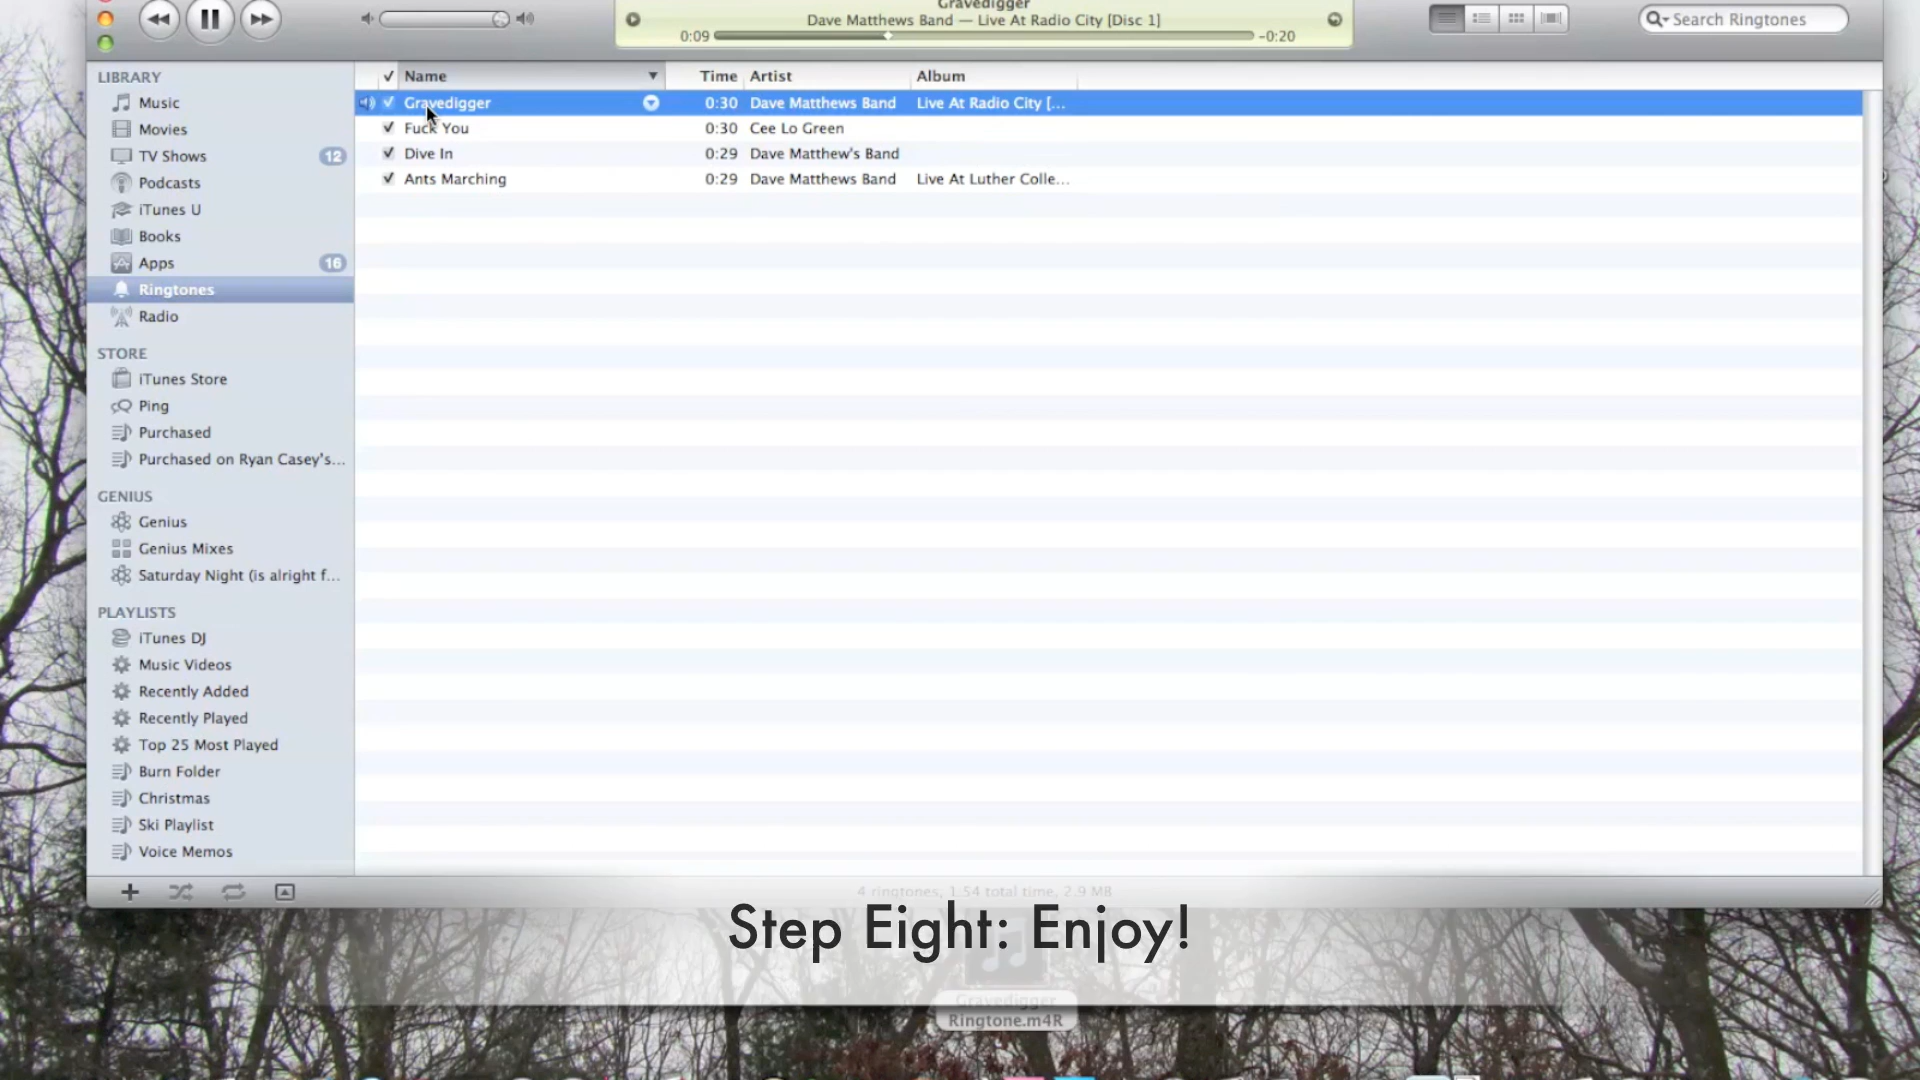 Gravedigger
Dave Matthews Band — Live At Radio City [Disc 1]
0:09
-0:20
Search Ringtones
LIBRARY
Music
Movies
TV Shows 12
Podcasts
iTunes U
Books
Apps 16
Ringtones
Radio
STORE
iTunes Store
Ping
Purchased
Purchased on Ryan Casey's...
GENIUS
Genius
Genius Mixes
Saturday Night (is alright f...
PLAYLISTS
iTunes DJ
Music Videos
Recently Added
Recently Played
Top 25 Most Played
Burn Folder
Christmas
Ski Playlist
Voice Memos
Name Time Artist Album
Gravedigger 0:30 Dave Matthews Band Live At Radio City [...
Fuck You 0:30 Cee Lo Green
Dive In 0:29 Dave Matthew's Band
Ants Marching 0:29 Dave Matthews Band Live At Luther Colle...
4 ringtones, 1:54 total time, 2.9 MB
Step Eight: Enjoy!
Gravedigger
Ringtone.m4R